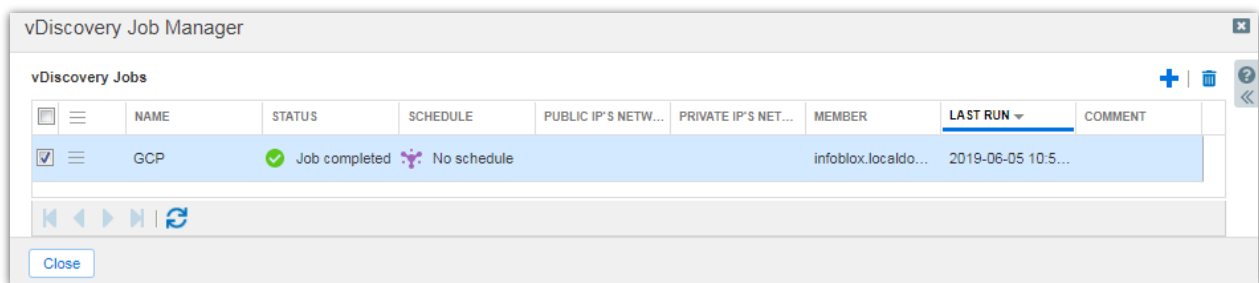 vDiscovery Job Manager
vDiscovery Jobs
NAME STATUS SCHEDULE PUBLIC IP'S NETW... PRIVATE IP'S NET... MEMBER LAST RUN COMMENT
GCP Job completed No schedule infoblox.localdo... 2019-06-05 10:5...
Close